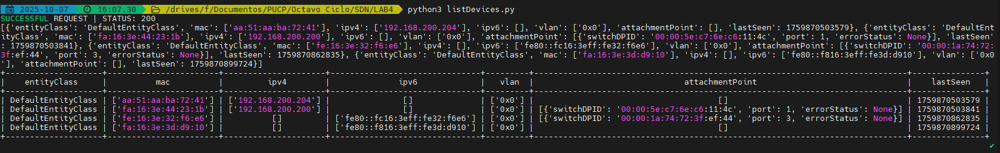 2025-10-07 16:07.30 /drives/f/Documentos/PUCP/Octavo Ciclo/SDN/LAB4 python3 listDevices.py
SUCCESSFUL REQUEST | STATUS: 200
[{'entityClass': 'DefaultEntityClass', 'mac': ['aa:51:aa:ba:72:41'], 'ipv4': ['192.168.200.204'], 'ipv6': [], 'vlan': ['0x0'], 'attachmentPoint': [], 'lastSeen': 1759870503579}, {'entityClass': 'DefaultEnt
ityClass', 'mac': ['fa:16:3e:44:23:1b'], 'ipv4': ['192.168.200.200'], 'ipv6': [], 'vlan': ['0x0'], 'attachmentPoint': [{'switchDPID': '00:00:5e:c7:6e:c6:11:4c', 'port': 1, 'errorStatus': None}], 'lastSeen'
: 1759870503841}, {'entityClass': 'DefaultEntityClass', 'mac': ['fe:16:3e:32:f6:e6'], 'ipv4': [], 'ipv6': ['fe80::fc16:3eff:fe32:f6e6'], 'vlan': ['0x0'], 'attachmentPoint': [{'switchDPID': '00:00:1a:74:72:
3f:ef:44', 'port': 3, 'errorStatus': None}], 'lastSeen': 1759870862835}, {'entityClass': 'DefaultEntityClass', 'mac': ['fa:16:3e:3d:d9:10'], 'ipv4': [], 'ipv6': ['fe80::f816:3eff:fe3d:d910'], 'vlan': ['0x0
'], 'attachmentPoint': [], 'lastSeen': 1759870899724}]
+--------------------+-----------------------+---------------------+-------------------------------+---------+-----------------------------------------------------------------------------+---------------+
| entityClass | mac | ipv4 | ipv6 | vlan | attachmentPoint | lastSeen |
+--------------------+-----------------------+---------------------+-------------------------------+---------+-----------------------------------------------------------------------------+---------------+
| DefaultEntityClass | ['aa:51:aa:ba:72:41'] | ['192.168.200.204'] | [] | ['0x0'] | [] | 1759870503579 |
| DefaultEntityClass | ['fa:16:3e:44:23:1b'] | ['192.168.200.200'] | [] | ['0x0'] | [{'switchDPID': '00:00:5e:c7:6e:c6:11:4c', 'port': 1, 'errorStatus': None}] | 1759870503841 |
| DefaultEntityClass | ['fe:16:3e:32:f6:e6'] | [] | ['fe80::fc16:3eff:fe32:f6e6'] | ['0x0'] | [{'switchDPID': '00:00:1a:74:72:3f:ef:44', 'port': 3, 'errorStatus': None}] | 1759870862835 |
| DefaultEntityClass | ['fa:16:3e:3d:d9:10'] | [] | ['fe80::f816:3eff:fe3d:d910'] | ['0x0'] | [] | 1759870899724 |
+--------------------+-----------------------+---------------------+-------------------------------+---------+-----------------------------------------------------------------------------+---------------+